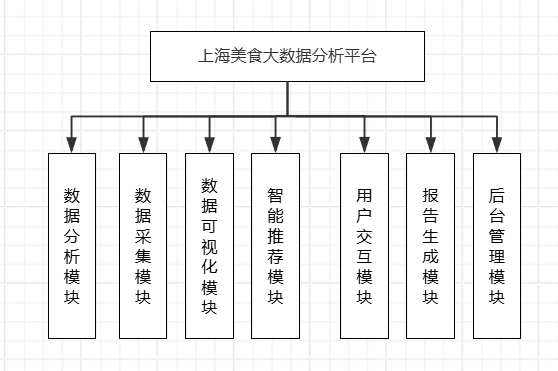 上海美食大数据分析平台
数据分析模块
数据采集模块
数据可视化模块
智能推荐模块
用户交互模块
报告生成模块
后台管理模块